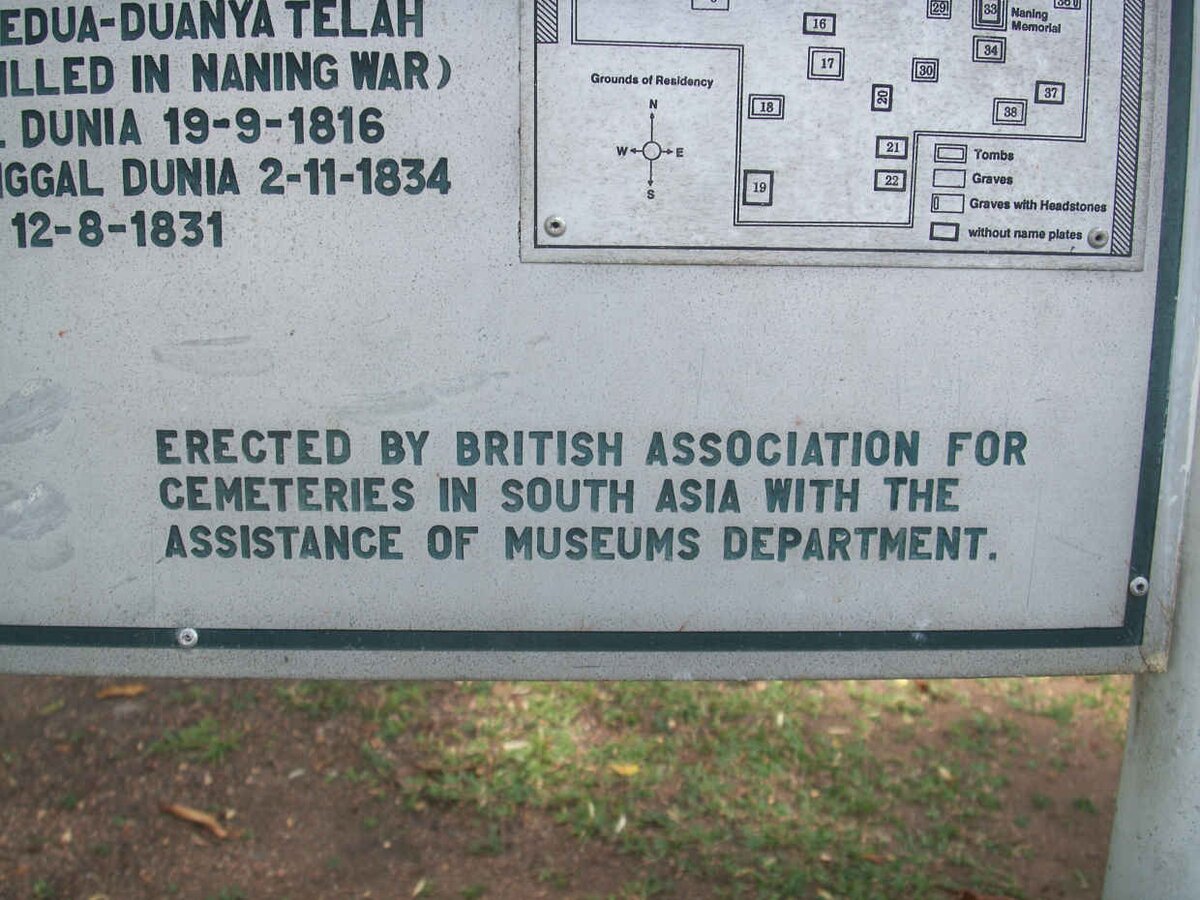 EDUA-DUANYA TELAH
ILLED IN NANING WAR)
DUNIA 19-9-1816
GGAL DUNIA 2-11-1834
12-8-1831
29
33
Naning
Memorial
16
34
17
30
Grounds of Residency
20
37
18
38
N
W
E
S
21
22
19
Tombs
Graves
Graves with Headstones
without name plates
ERECTED BY BRITISH ASSOCIATION FOR
CEMETERIES IN SOUTH ASIA WITH THE
ASSISTANCE OF MUSEUMS DEPARTMENT.